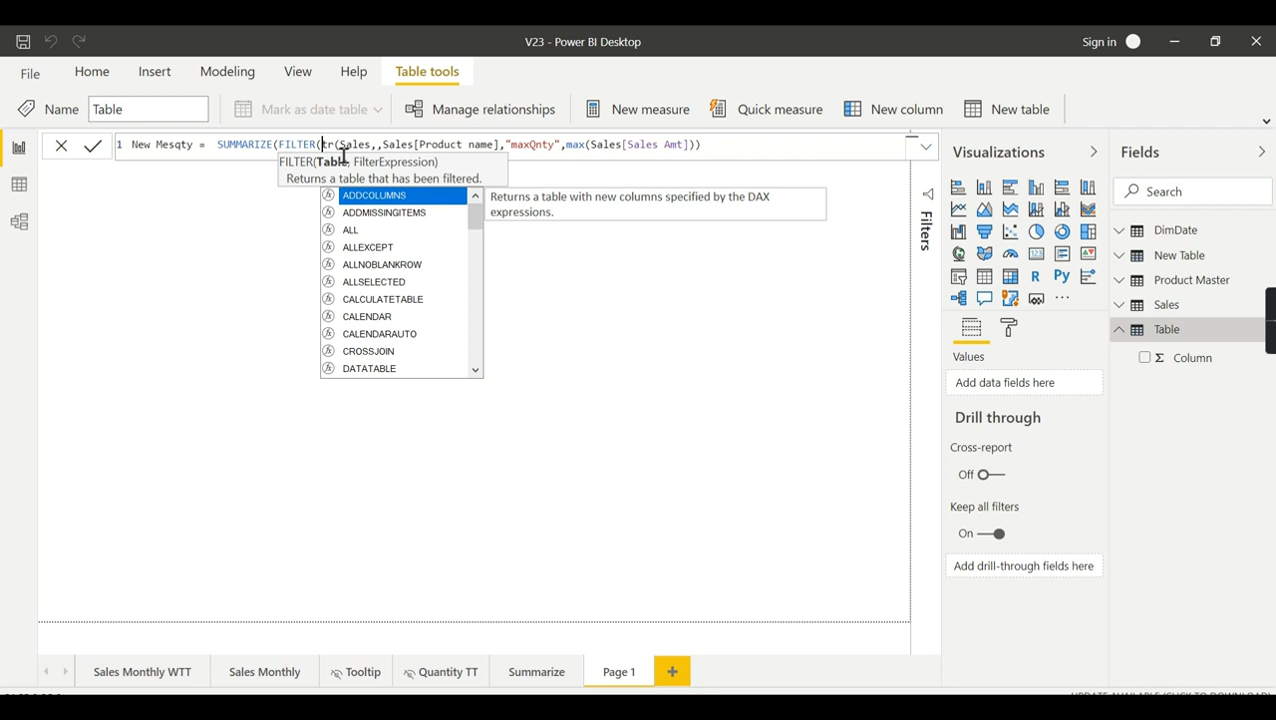 V23 - Power BI Desktop
Sign in
File
Home
Insert
Modeling
View
Help
Table tools
Name
Table
Mark as date table
Manage relationships
New measure
Quick measure
New column
New table
1 New Mesqty = SUMMARIZE(FILTER(tr(Sales,,Sales[Product name],"maxQnty",max(Sales[Sales Amt]))
FILTER(Table, FilterExpression)
Returns a table that has been filtered.
ADDCOLUMNS
ADDMISSINGITEMS
ALL
ALLEXCEPT
ALLNOBLANKROW
ALLSELECTED
CALCULATETABLE
CALENDAR
CALENDARAUTO
CROSSJOIN
DATATABLE
Returns a table with new columns specified by the DAX
expressions.
Filters
Visualizations
R
Py
Values
Add data fields here
Drill through
Cross-report
Off
Keep all filters
On
Add drill-through fields here
Fields
Search
DimDate
New Table
Product Master
Sales
Table
Column
Sales Monthly WTT
Sales Monthly
Tooltip
Quantity TT
Summarize
Page 1
UPDATE AVAILABLE (CLICK TO DOWNLOAD)